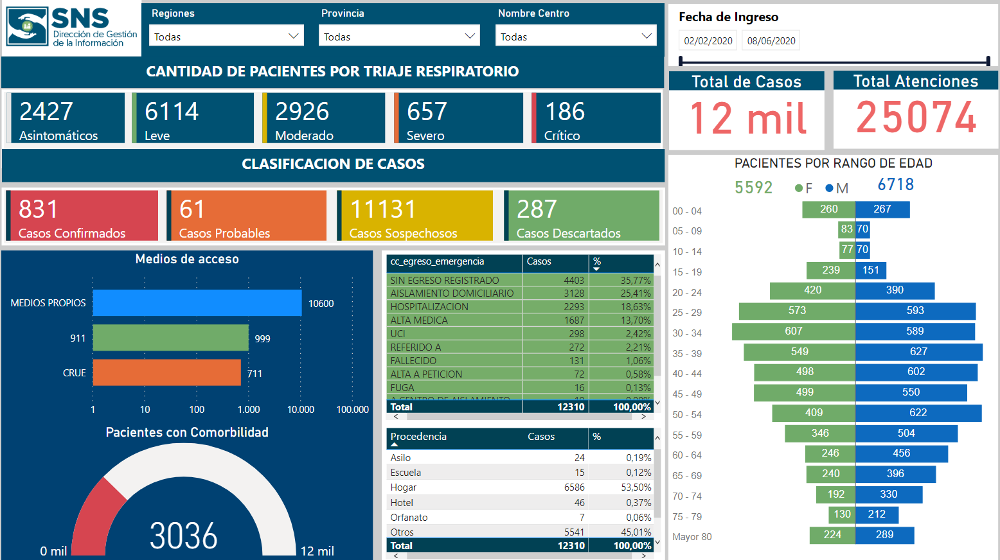 SNS
Dirección de Gestión
de la Información
Regiones
Todas
Provincia
Todas
Nombre Centro
Todas
Fecha de Ingreso
02/02/2020 08/06/2020
CANTIDAD DE PACIENTES POR TRIAJE RESPIRATORIO
2427
Asintomáticos
6114
Leve
2926
Moderado
657
Severo
186
Crítico
Total de Casos
12 mil
Total Atenciones
25074
CLASIFICACION DE CASOS
831
Casos Confirmados
61
Casos Probables
11131
Casos Sospechosos
287
Casos Descartados
Medios de acceso
MEDIOS PROPIOS 10600
911 999
CRUE 711
1 10 100 1.000 10.000 100.000
Pacientes con Comorbilidad
3036
0 mil 12 mil
cc_egreso_emergencia Casos %
SIN EGRESO REGISTRADO 4403 35,77%
AISLAMIENTO DOMICILIARIO 3128 25,41%
HOSPITALIZACION 2293 18,63%
ALTA MEDICA 1687 13,70%
UCI 298 2,42%
REFERIDO A 272 2,21%
FALLECIDO 131 1,06%
ALTA A PETICION 72 0,58%
FUGA 16 0,13%
A CENTRO DE AISLAMIENTO 10 0,08%
Total 12310 100,00%
Procedencia Casos %
Asilo 24 0,19%
Escuela 15 0,12%
Hogar 6586 53,50%
Hotel 46 0,37%
Orfanato 7 0,06%
Otros 5541 45,01%
Total 12310 100,00%
PACIENTES POR RANGO DE EDAD
5592 F M 6718
00 - 04 260 267
05 - 09 83 70
10 - 14 77 70
15 - 19 239 151
20 - 24 420 390
25 - 29 573 593
30 - 34 607 589
35 - 39 549 627
40 - 44 498 602
45 - 49 499 550
50 - 54 409 622
55 - 59 346 504
60 - 64 246 456
65 - 69 240 396
70 - 74 192 330
75 - 79 130 212
Mayor 80 224 289